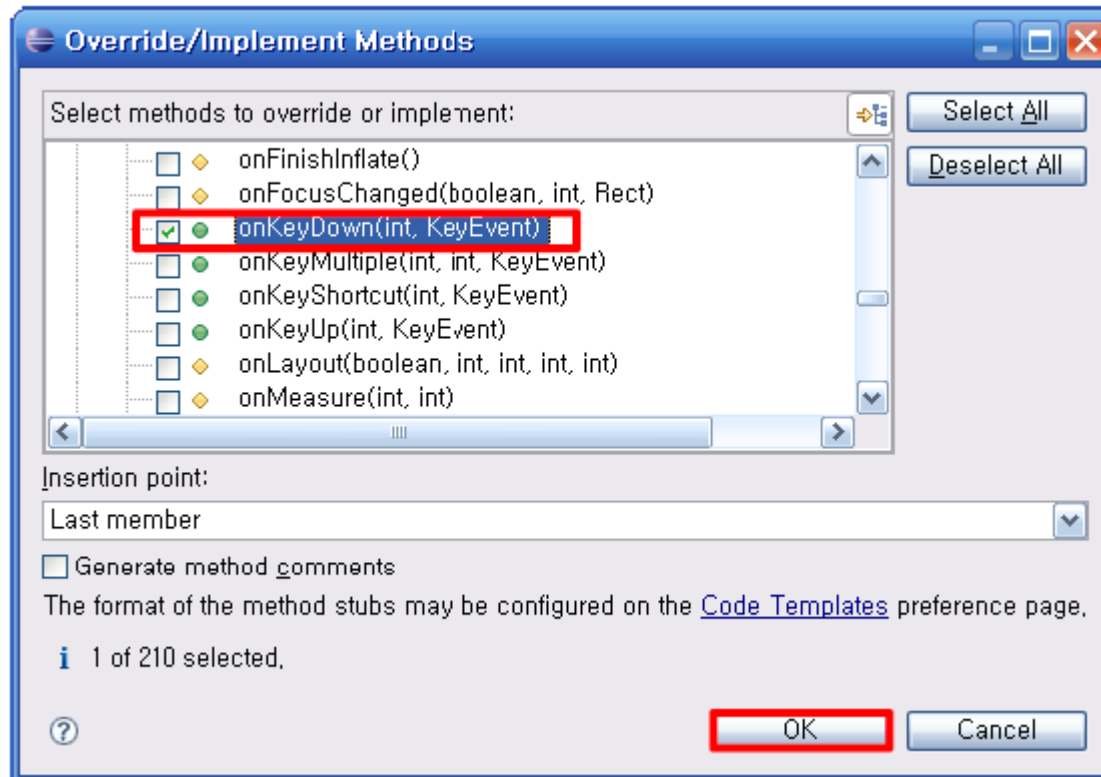 Override/Implement Methods
Select methods to override or implement:
Select All
Deselect All
onFinishInflate()
onFocusChanged(boolean, int, Rect)
onKeyDown(int, KeyEvent)
onKeyMultiple(int, int, KeyEvent)
onKeyShortcut(int, KeyEvent)
onKeyUp(int, KeyEvent)
onLayout(boolean, int, int, int, int)
onMeasure(int, int)
Insertion point:
Last member
Generate method comments
The format of the method stubs may be configured on the Code Templates preference page.
i 1 of 210 selected.
?
OK
Cancel